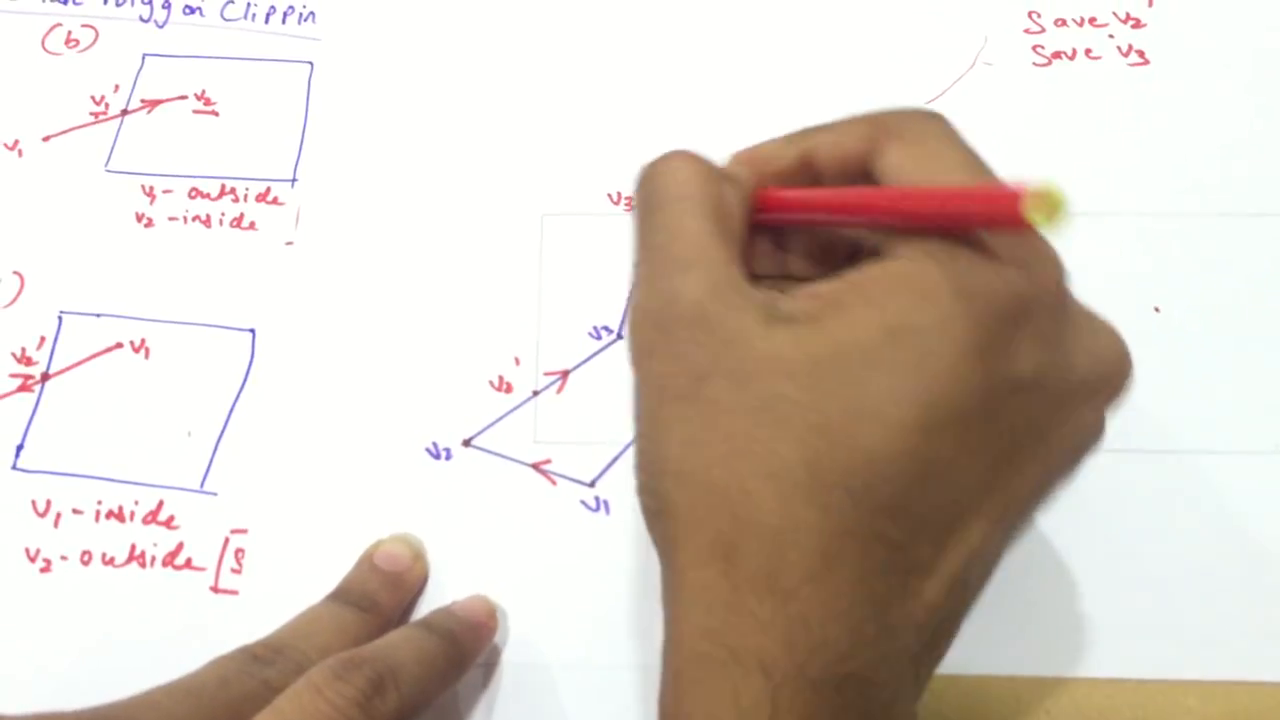 Polygon Clippin
(b)
v₁'
v₂
v₁
v₁ - outside
v₂ - inside
)
v₂'
v₁
v₁ - inside
v₂ - outside [S
Save v₂'
Save v₃
v₃
v₃
v₂'
v₂
v₁